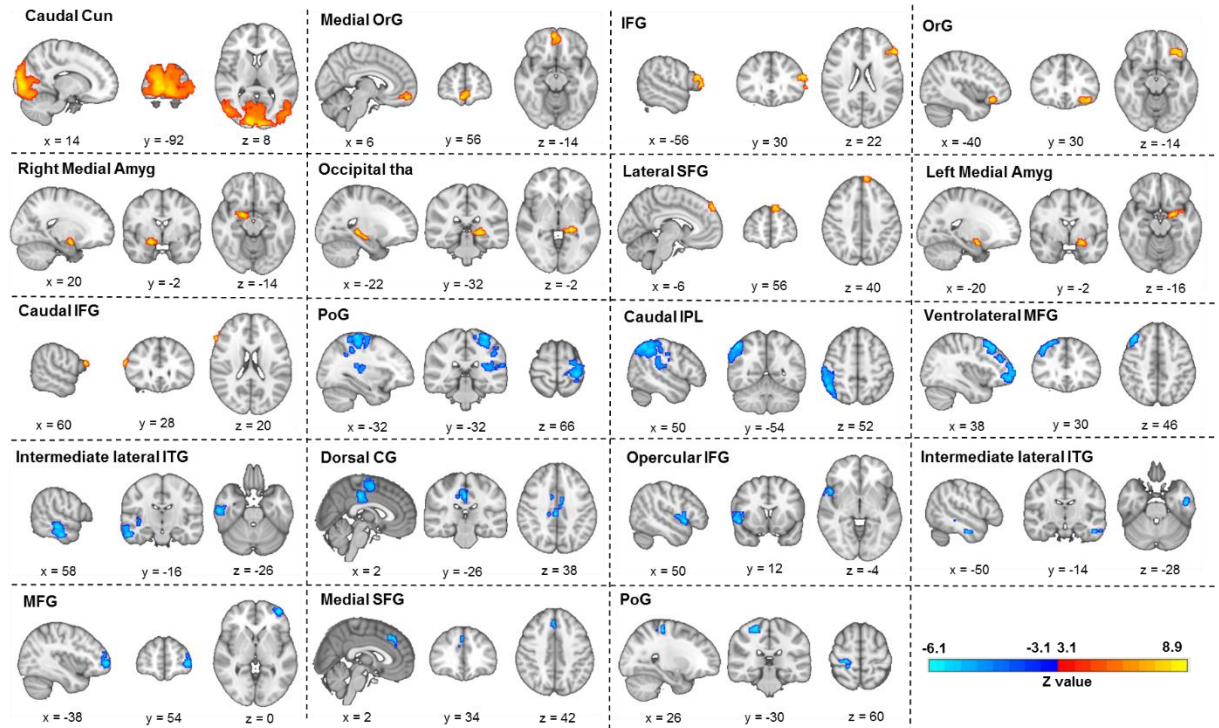 Caudal Cun
x = 14 y = -92 z = 8
Medial OrG
x = 6 y = 56 z = -14
IFG
x = -56 y = 30 z = 22
OrG
x = -40 y = 30 z = -14
Right Medial Amyg
x = 20 y = -2 z = -14
Occipital tha
x = -22 y = -32 z = -2
Lateral SFG
x = -6 y = 56 z = 40
Left Medial Amyg
x = -20 y = -2 z = -16
Caudal IFG
x = 60 y = 28 z = 20
PoG
x = -32 y = -32 z = 66
Caudal IPL
x = 50 y = -54 z = 52
Ventrolateral MFG
x = 38 y = 30 z = 46
Intermediate lateral ITG
x = 58 y = -16 z = -26
Dorsal CG
x = 2 y = -26 z = 38
Opercular IFG
x = 50 y = 12 z = -4
Intermediate lateral ITG
x = -50 y = -14 z = -28
MFG
x = -38 y = 54 z = 0
Medial SFG
x = 2 y = 34 z = 42
PoG
x = 26 y = -30 z = 60
-6.1 -3.1 3.1 8.9
Z value